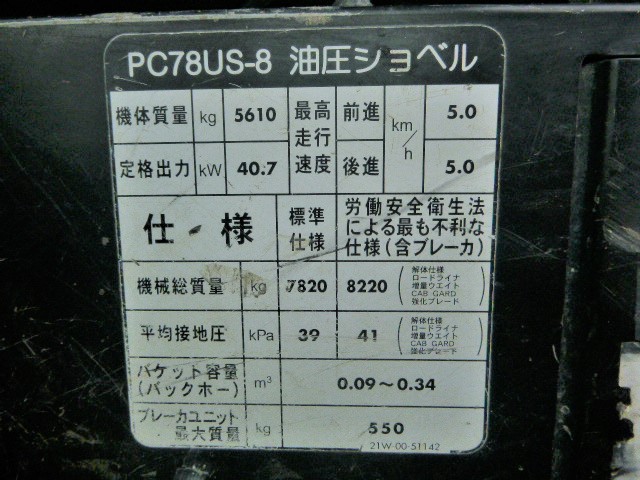 PC78US-8 油圧ショベル
機体質量 kg 5610 最高走行速度 前進 km/h 5.0
定格出力 kW 40.7 後進 5.0
仕様 標準仕様 労働安全衛生法
による最も不利な
仕様(含ブレーカ)
機械総質量 kg 7820 8220 (解体仕様
ロードライナ
増量ウエイト
CAB GARD
強化ブレード)
平均接地圧 kPa 39 41 (解体仕様
ロードライナ
増量ウエイト
CAB GARD
強化ブレード)
バケット容量
(バックホー) m³ 0.09～0.34
ブレーカユニット
最大質量 kg 550
21W-00-51142